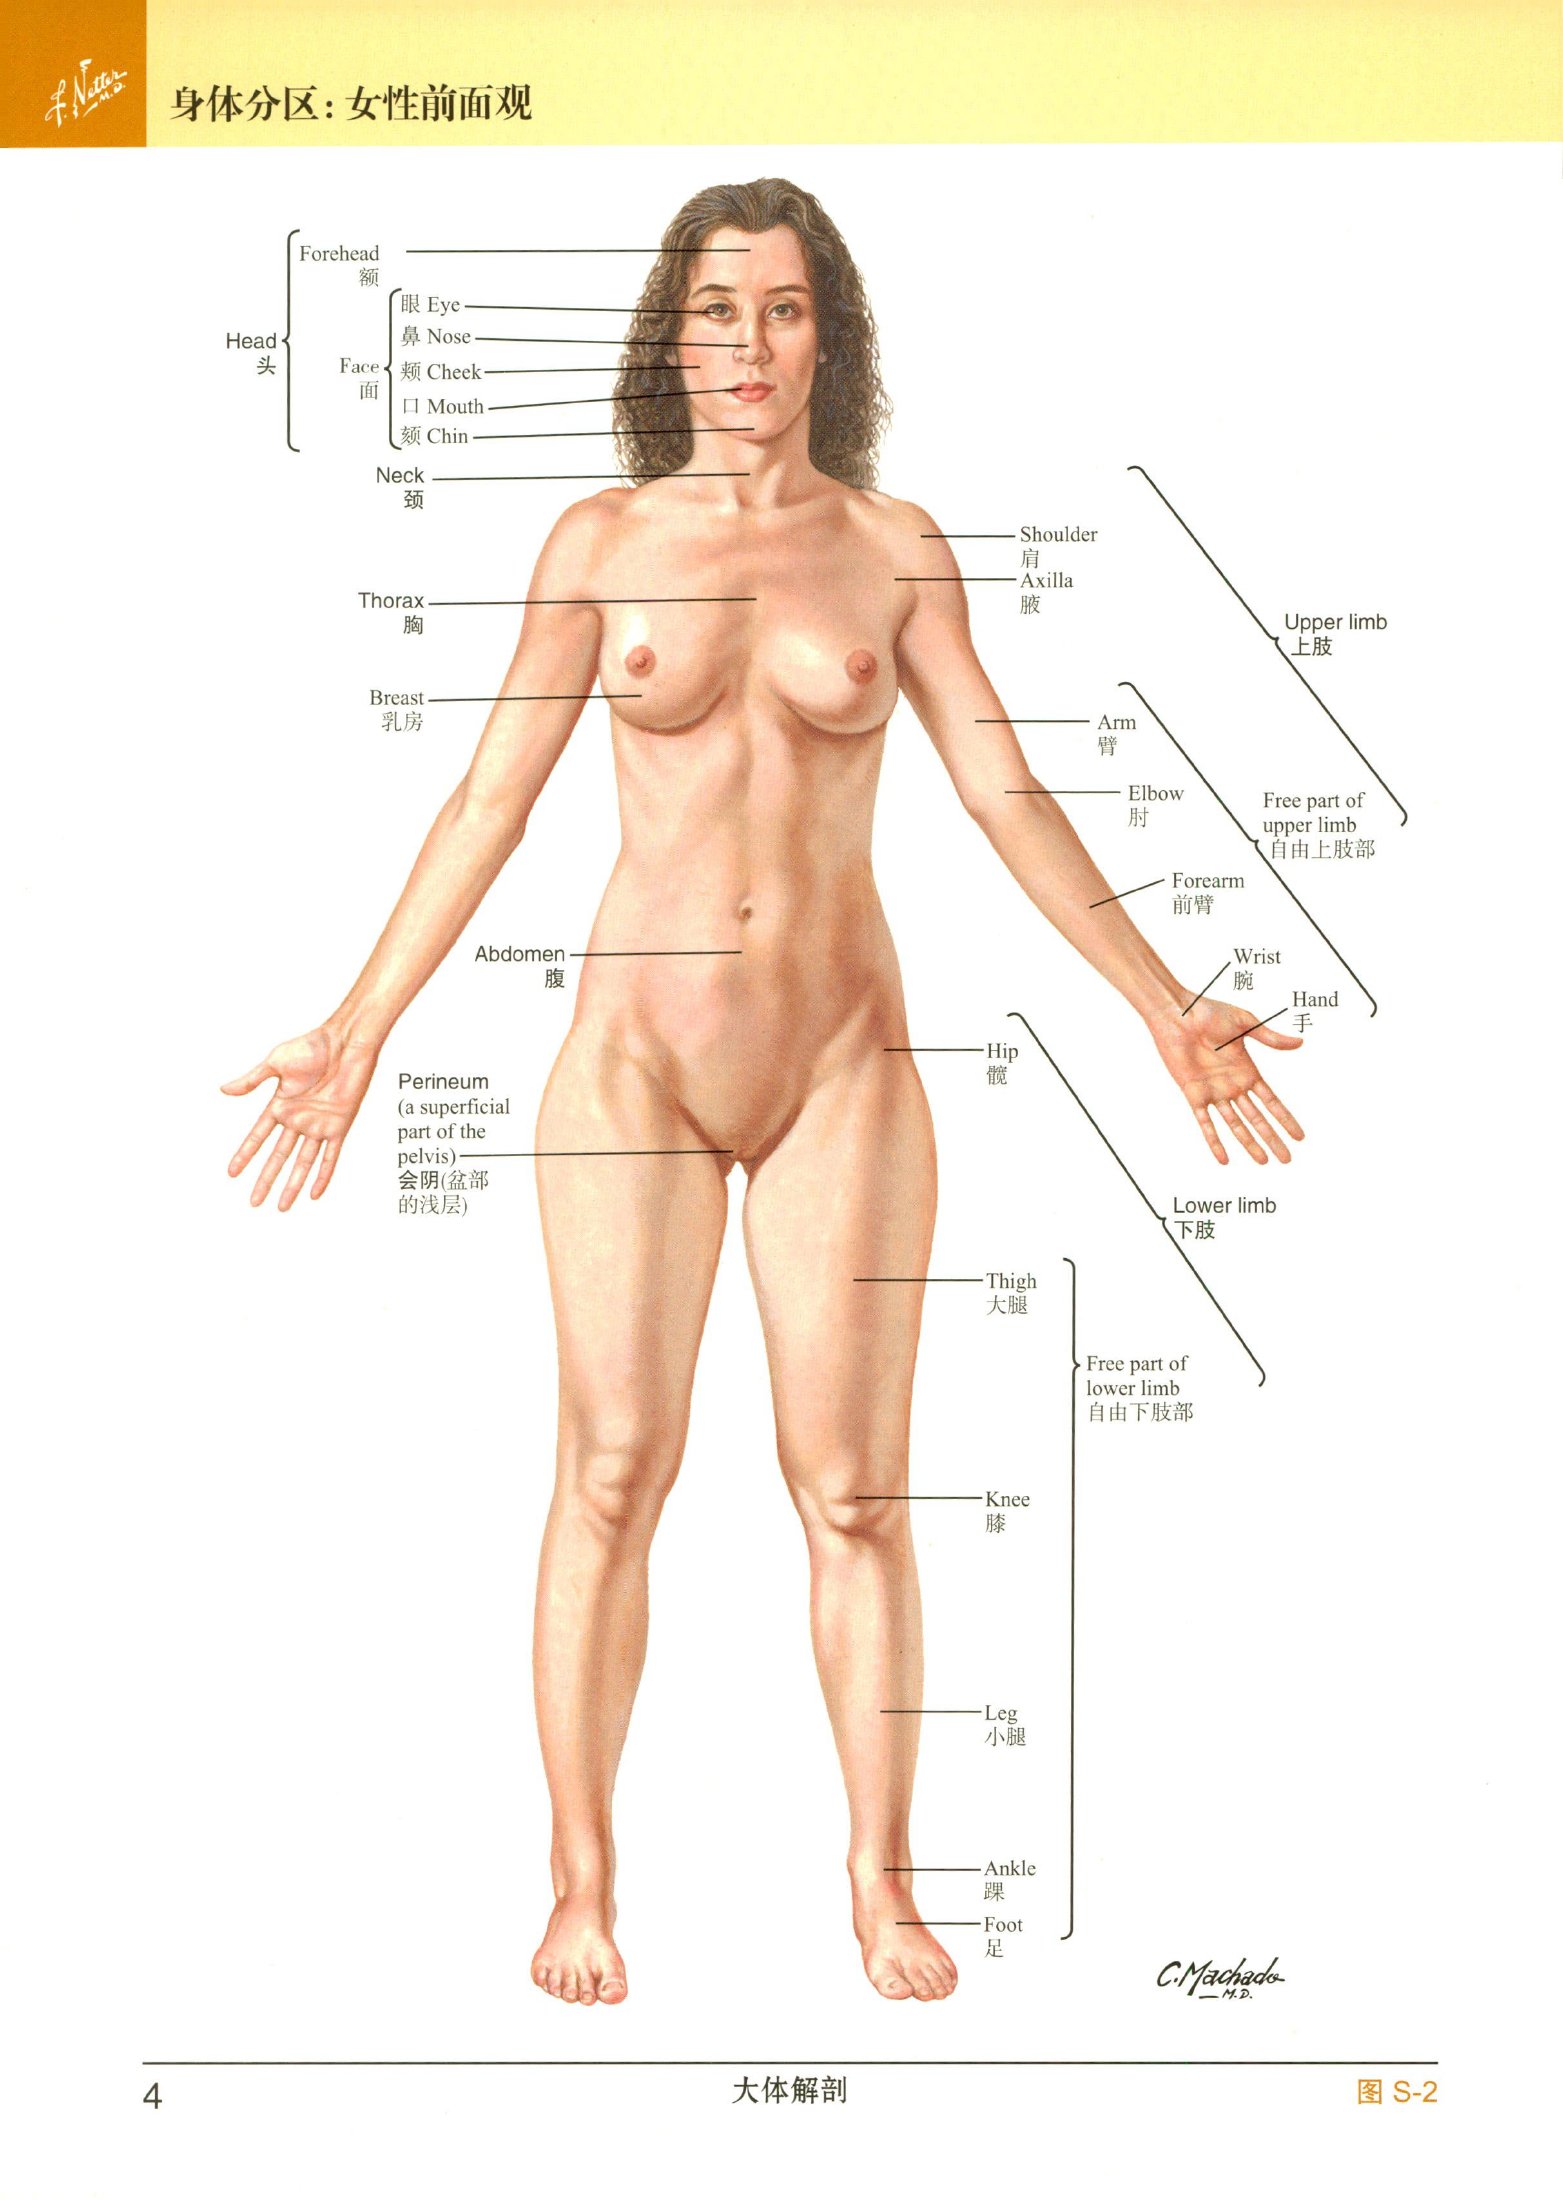 F. Netter
M.D.
身体分区：女性前面观
Forehead
额
眼 Eye
鼻 Nose
Head
头
Face
面
颊 Cheek
口 Mouth
颏 Chin
Neck
颈
Shoulder
肩
Axilla
腋
Thorax
胸
Upper limb
上肢
Breast
乳房
Arm
臂
Elbow
肘
Free part of
upper limb
自由上肢部
Forearm
前臂
Abdomen
腹
Wrist
腕
Hand
手
Hip
髋
Perineum
(a superficial
part of the
pelvis)
会阴(盆部
的浅层)
Lower limb
下肢
Thigh
大腿
Free part of
lower limb
自由下肢部
Knee
膝
Leg
小腿
Ankle
踝
Foot
足
C.Machado
M.D.
4
大体解剖
图 S-2